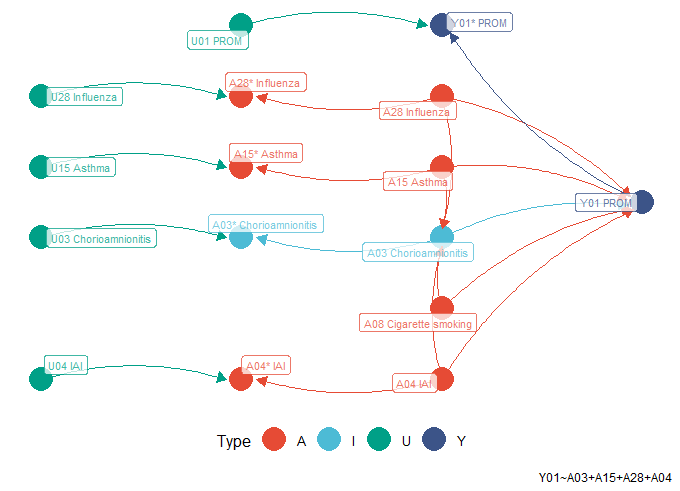 Y01* PROM
U01 PROM
A28* Influenza
U28 Influenza
A28 Influenza
A15* Asthma
U15 Asthma
A15 Asthma
Y01 PROM
A03* Chorioamnionitis
U03 Chorioamnionitis
A03 Chorioamnionitis
A08 Cigarette smoking
U04 IAI
A04* IAI
A04 IAI
Type A I U Y
Y01~A03+A15+A28+A04